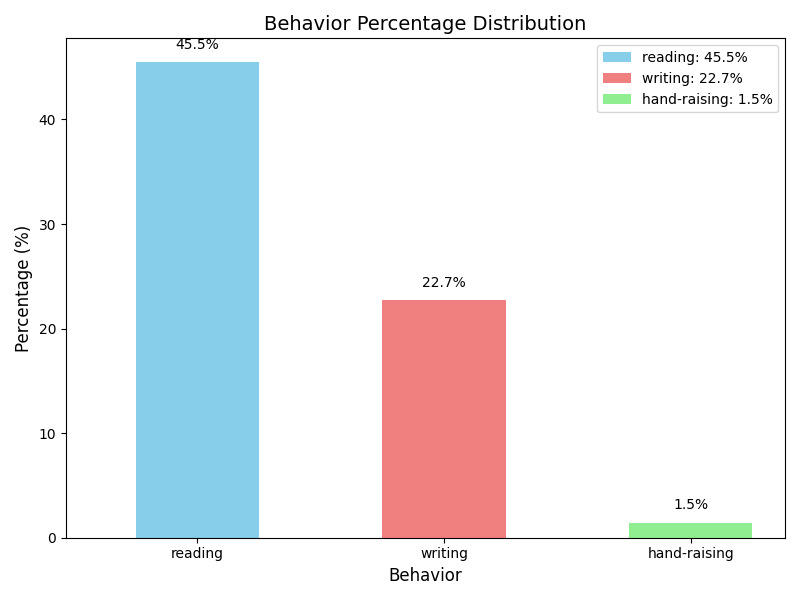 Behavior Percentage Distribution
45.5%
reading: 45.5%
writing: 22.7%
hand-raising: 1.5%
40
30
22.7%
Percentage (%)
20
10
1.5%
0
reading
writing
hand-raising
Behavior